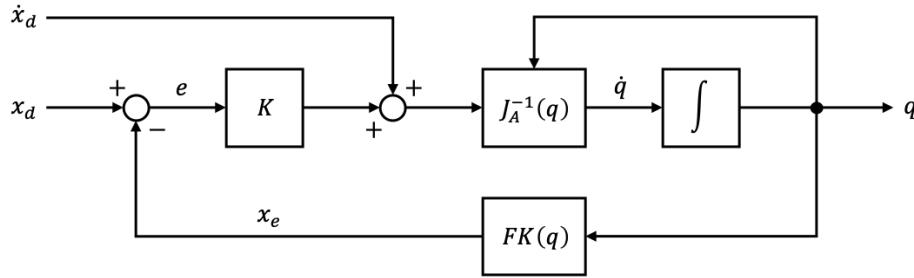 ẋ_d
+ e K + J_A^{-1}(q) q̇ ∫
x_d q
− +
x_e FK(q)